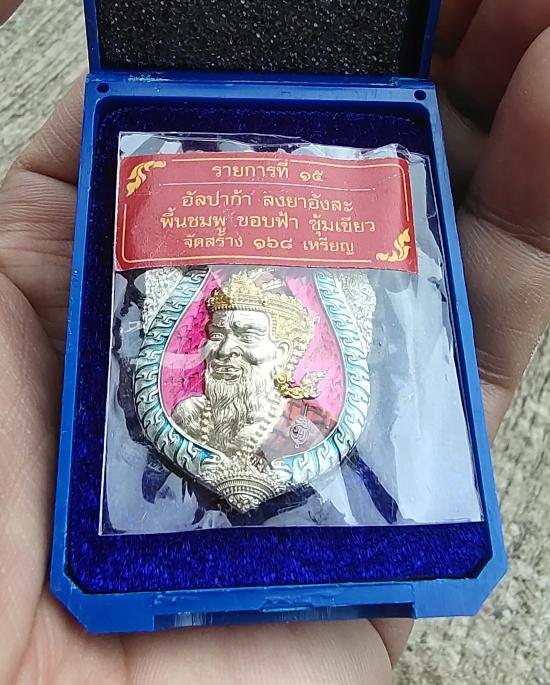 รายการที่ ๑๕
อัลปาก้า ลงยาอังละ
พื้นชมพู ขอบฟ้า ซุ้มเขียว
จัดสร้าง ๑๖๘ เหรียญ